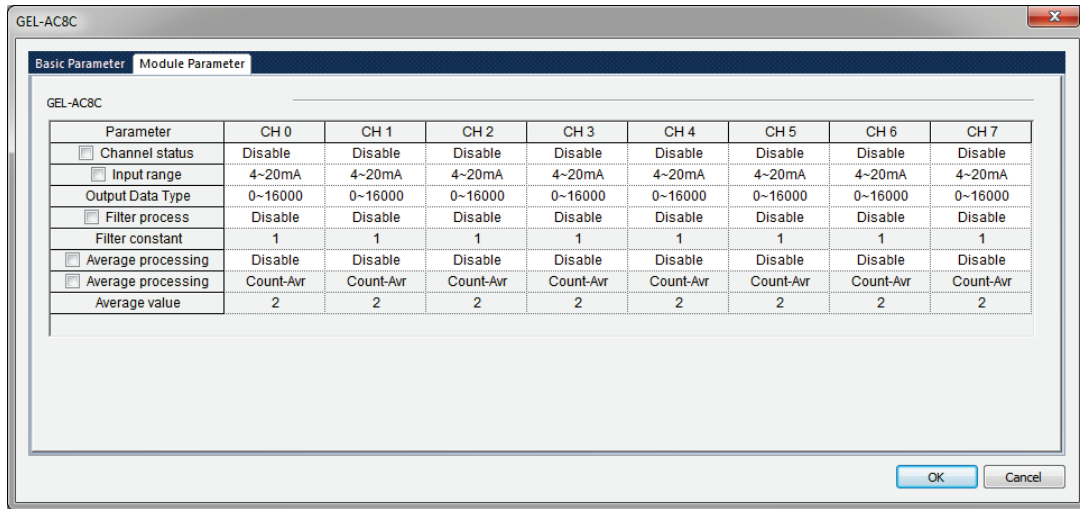 GEL-AC8C
Basic Parameter Module Parameter
GEL-AC8C
Parameter CH 0 CH 1 CH 2 CH 3 CH 4 CH 5 CH 6 CH 7
Channel status Disable Disable Disable Disable Disable Disable Disable Disable
Input range 4~20mA 4~20mA 4~20mA 4~20mA 4~20mA 4~20mA 4~20mA 4~20mA
Output Data Type 0~16000 0~16000 0~16000 0~16000 0~16000 0~16000 0~16000 0~16000
Filter process Disable Disable Disable Disable Disable Disable Disable Disable
Filter constant 1 1 1 1 1 1 1 1
Average processing Disable Disable Disable Disable Disable Disable Disable Disable
Average processing Count-Avr Count-Avr Count-Avr Count-Avr Count-Avr Count-Avr Count-Avr Count-Avr
Average value 2 2 2 2 2 2 2 2
OK Cancel